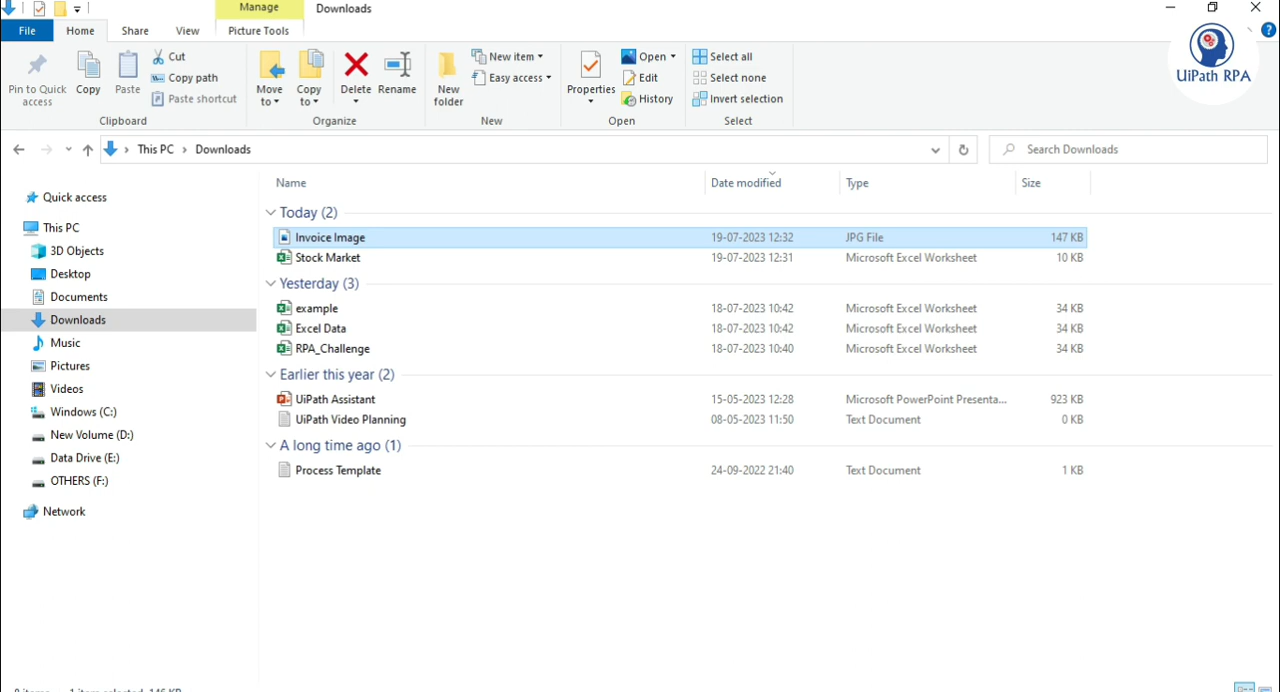 Manage
Downloads
File
Home
Share
View
Picture Tools
Pin to Quick access
Copy
Paste
Cut
Copy path
Paste shortcut
Clipboard
Move to
Copy to
Delete
Rename
Organize
New folder
New item
Easy access
New
Properties
Open
Edit
History
Open
Select all
Select none
Invert selection
Select
UiPath RPA
This PC > Downloads
Search Downloads
Name Date modified Type Size
Quick access
This PC
3D Objects
Desktop
Documents
Downloads
Music
Pictures
Videos
Windows (C:)
New Volume (D:)
Data Drive (E:)
OTHERS (F:)
Network
Today (2)
Invoice Image 19-07-2023 12:32 JPG File 147 KB
Stock Market 19-07-2023 12:31 Microsoft Excel Worksheet 10 KB
Yesterday (3)
example 18-07-2023 10:42 Microsoft Excel Worksheet 34 KB
Excel Data 18-07-2023 10:42 Microsoft Excel Worksheet 34 KB
RPA_Challenge 18-07-2023 10:40 Microsoft Excel Worksheet 34 KB
Earlier this year (2)
UiPath Assistant 15-05-2023 12:28 Microsoft PowerPoint Presenta... 923 KB
UiPath Video Planning 08-05-2023 11:50 Text Document 0 KB
A long time ago (1)
Process Template 24-09-2022 21:40 Text Document 1 KB
8 items 1 item selected 146 KB